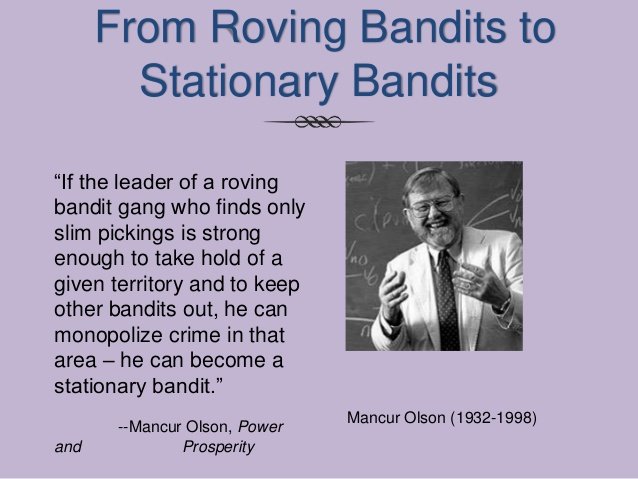 From Roving Bandits to
Stationary Bandits
“If the leader of a roving
bandit gang who finds only
slim pickings is strong
enough to take hold of a
given territory and to keep
other bandits out, he can
monopolize crime in that
area – he can become a
stationary bandit.”
--Mancur Olson, Power
and Prosperity
Mancur Olson (1932-1998)